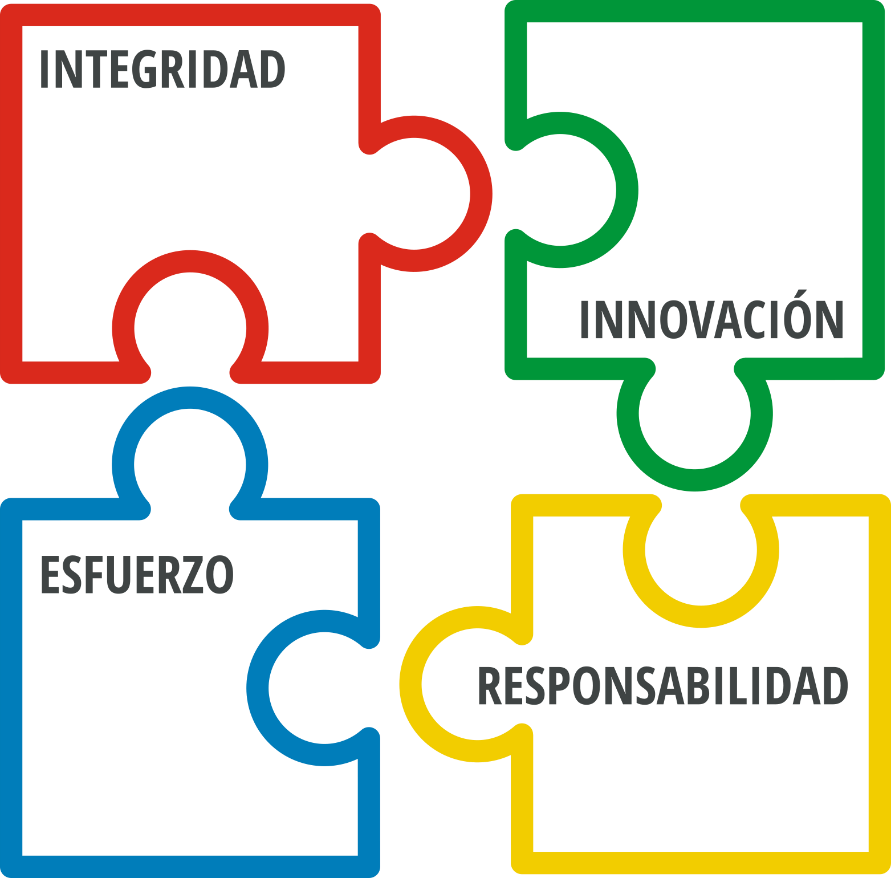 INTEGRIDAD
INNOVACIÓN
ESFUERZO
RESPONSABILIDAD